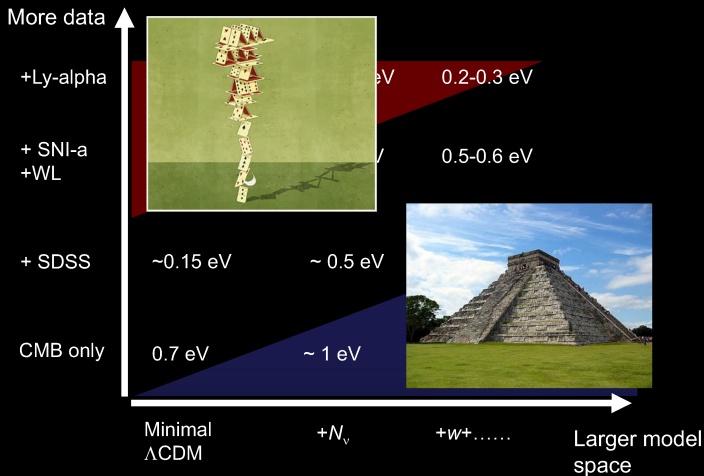 More data
+Ly-alpha
eV
0.2-0.3 eV
+ SNI-a
+WL
0.5-0.6 eV
+ SDSS
~0.15 eV
~ 0.5 eV
CMB only
0.7 eV
~ 1 eV
Minimal
ΛCDM
+Nν
+w+......
Larger model
space